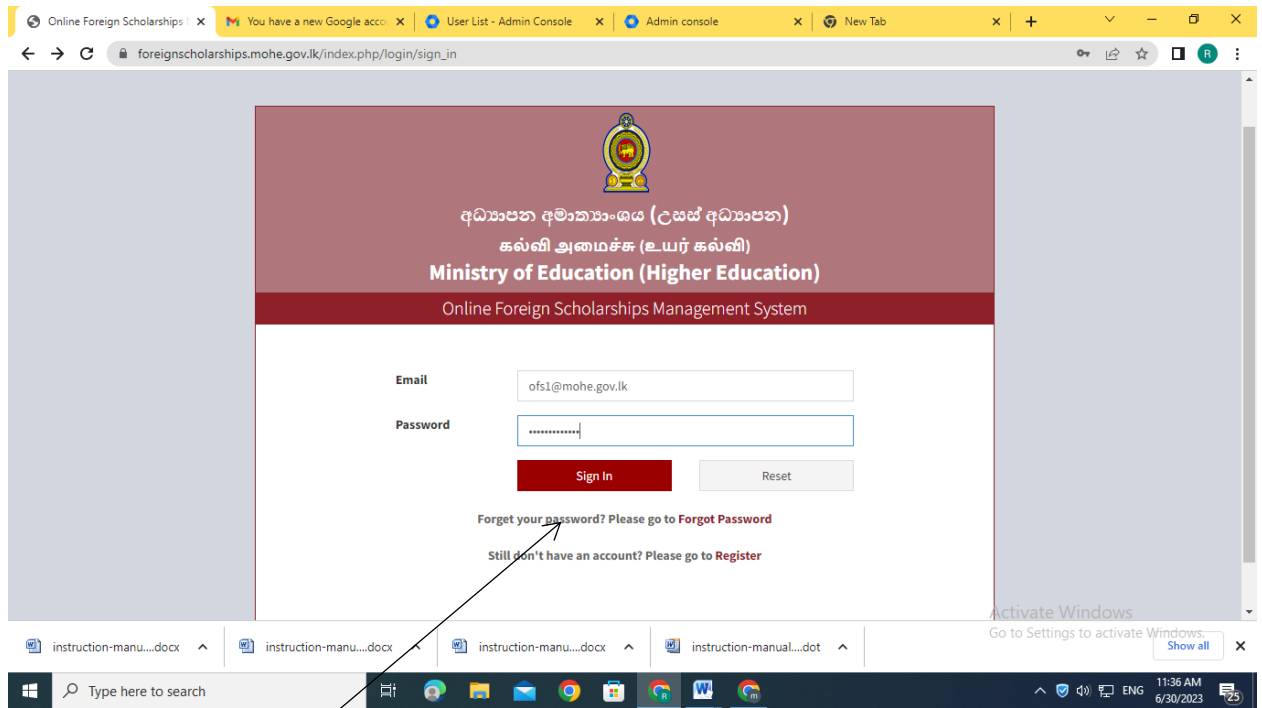 Online Foreign Scholarships
You have a new Google acco
User List - Admin Console
Admin console
New Tab
foreignscholarships.mohe.gov.lk/index.php/login/sign_in
R
අධ්‍යාපන අමාත්‍යාංශය (උසස් අධ්‍යාපන)
கல்வி அமைச்சு (உயர் கல்வி)
Ministry of Education (Higher Education)
Online Foreign Scholarships Management System
Email
ofs1@mohe.gov.lk
Password
•••••••••••••
Sign In
Reset
Forget your password? Please go to Forgot Password
Still don't have an account? Please go to Register
Activate Windows
Go to Settings to activate Windows.
instruction-manu....docx
instruction-manu....docx
instruction-manu....docx
instruction-manual....dot
Show all
Type here to search
ENG
11:36 AM
6/30/2023
25